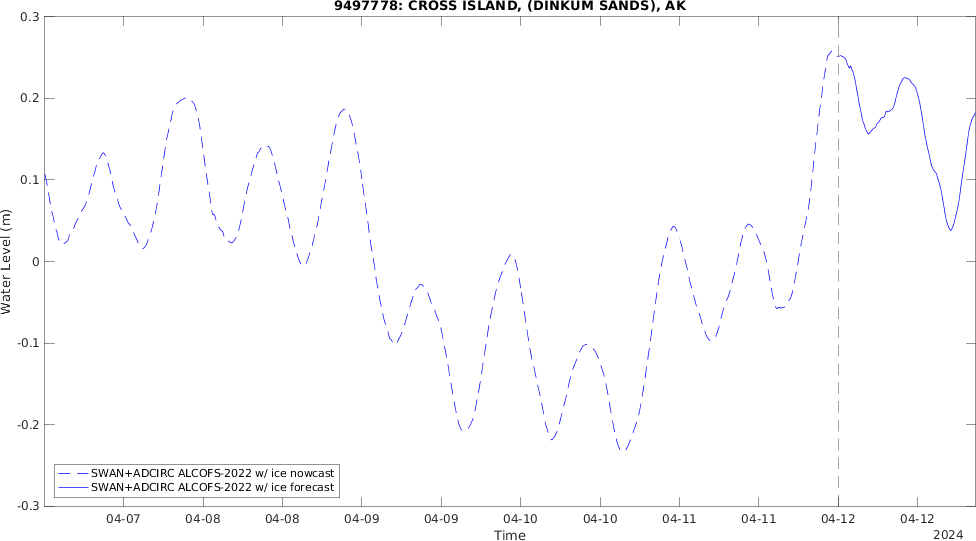 9497778: CROSS ISLAND, (DINKUM SANDS), AK
0.3
0.2
0.1
0
-0.1
-0.2
-0.3
Water Level (m)
SWAN+ADCIRC ALCOFS-2022 w/ ice nowcast
SWAN+ADCIRC ALCOFS-2022 w/ ice forecast
04-07 04-08 04-08 04-09 04-09 04-10 04-10 04-11 04-11 04-12 04-12
Time
2024